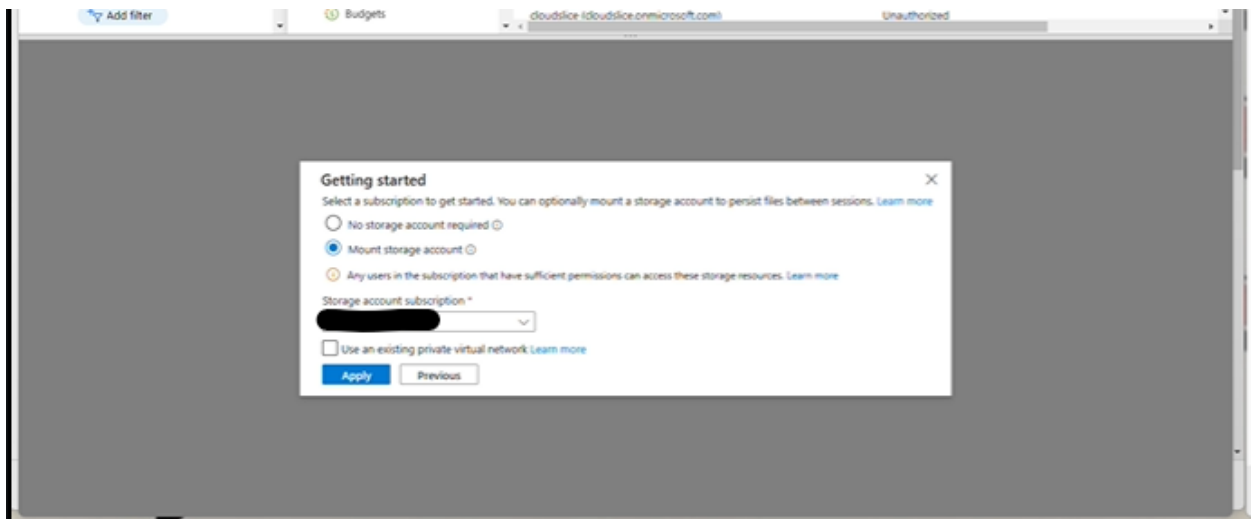 Add filter
Budgets
cloudslice (cloudslice.onmicrosoft.com)
Unauthorized
Getting started
Select a subscription to get started. You can optionally mount a storage account to persist files between sessions. Learn more
No storage account required
Mount storage account
Any users in the subscription that have sufficient permissions can access these storage resources. Learn more
Storage account subscription *
Use an existing private virtual network Learn more
Apply
Previous